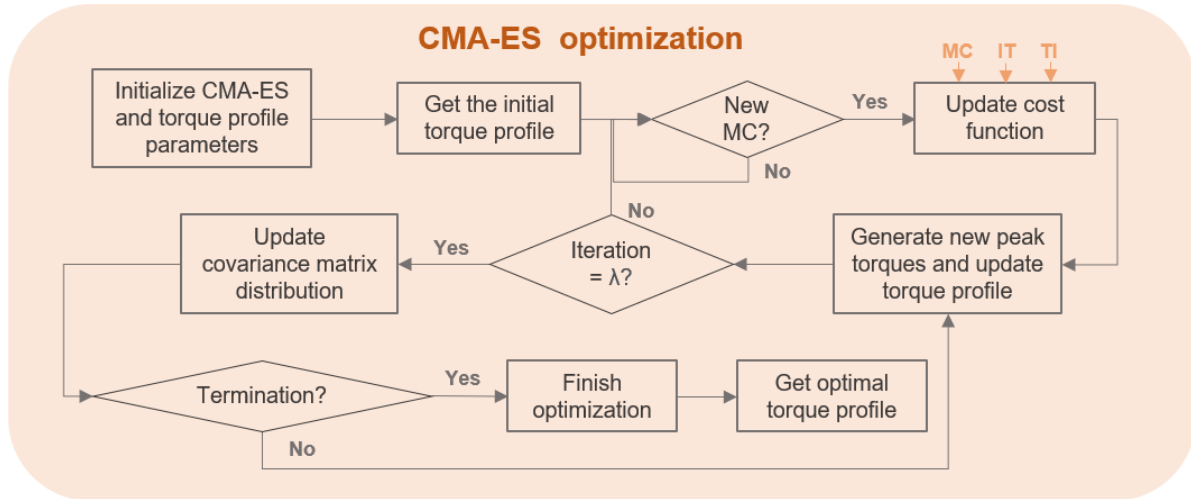 CMA-ES optimization
MC IT TI
Initialize CMA-ES
and torque profile
parameters
Get the initial
torque profile
New
MC?
Yes
No
Update cost
function
Update
covariance matrix
distribution
Yes
Iteration
= λ?
No
Generate new peak
torques and update
torque profile
Termination?
Yes
No
Finish
optimization
Get optimal
torque profile